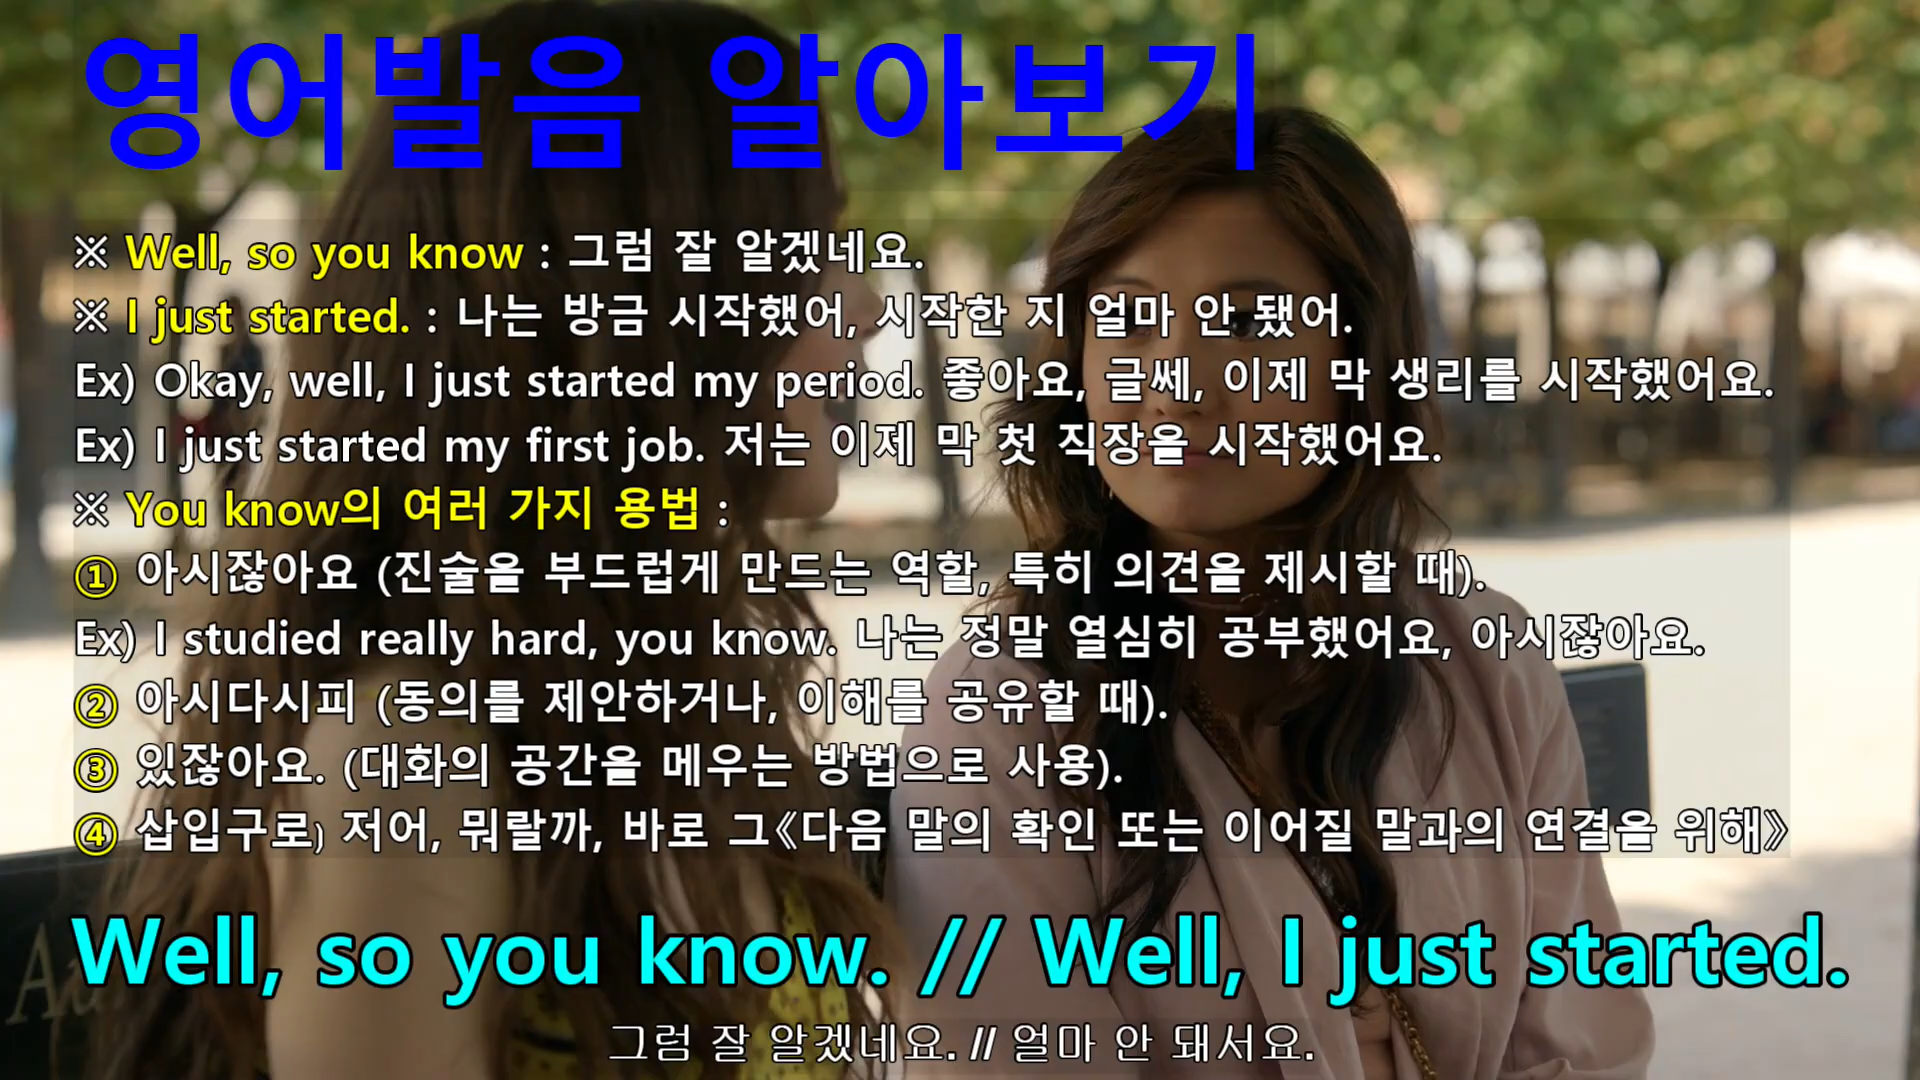 영어발음 알아보기
※ Well, so you know : 그럼 잘 알겠네요.
※ I just started. : 나는 방금 시작했어, 시작한 지 얼마 안 됐어.
Ex) Okay, well, I just started my period. 좋아요, 글쎄, 이제 막 생리를 시작했어요.
Ex) I just started my first job. 저는 이제 막 첫 직장을 시작했어요.
※ You know의 여러 가지 용법 :
① 아시잖아요 (진술을 부드럽게 만드는 역할, 특히 의견을 제시할 때).
Ex) I studied really hard, you know. 나는 정말 열심히 공부했어요, 아시잖아요.
② 아시다시피 (동의를 제안하거나, 이해를 공유할 때).
③ 있잖아요. (대화의 공간을 메우는 방법으로 사용).
④ 삽입구로) 저어, 뭐랄까, 바로 그《다음 말의 확인 또는 이어질 말과의 연결을 위해》
Well, so you know. // Well, I just started.
그럼 잘 알겠네요. // 얼마 안 돼서요.